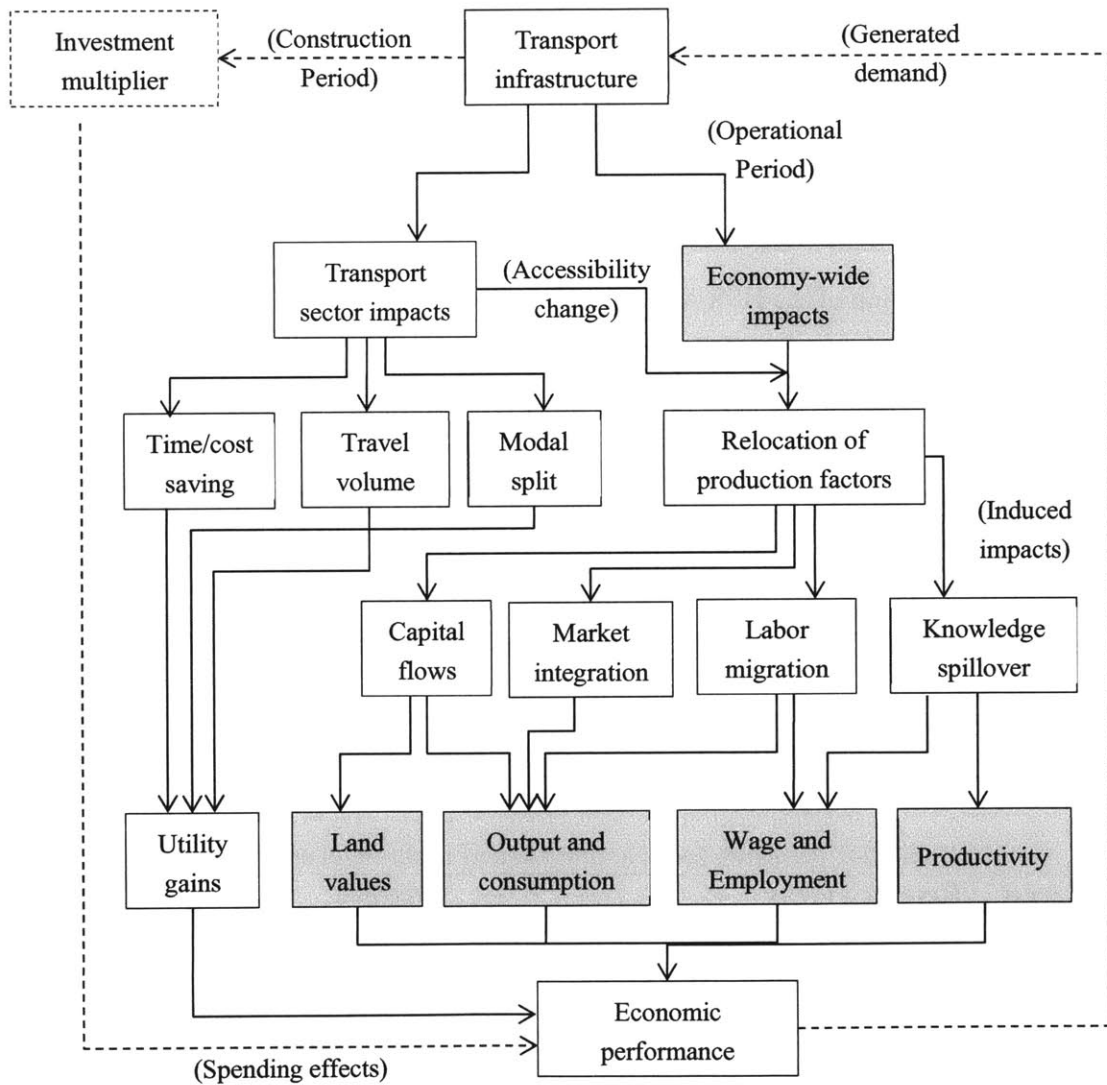 Investment
multiplier
(Construction
Period)
Transport
infrastructure
(Generated
demand)
(Operational
Period)
Transport
sector impacts
(Accessibility
change)
Economy-wide
impacts
Time/cost
saving
Travel
volume
Modal
split
Relocation of
production factors
(Induced
impacts)
Capital
flows
Market
integration
Labor
migration
Knowledge
spillover
Utility
gains
Land
values
Output and
consumption
Wage and
Employment
Productivity
Economic
performance
(Spending effects)